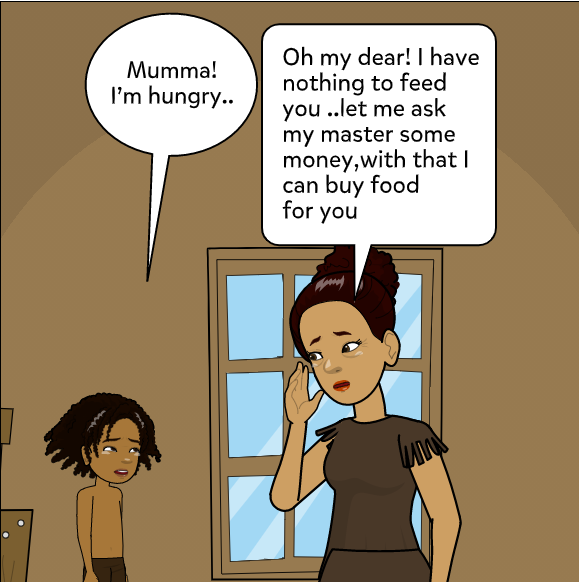 Mumma!
I'm hungry..
Oh my dear! I have
nothing to feed
you ..let me ask
my master some
money,with that I
can buy food
for you